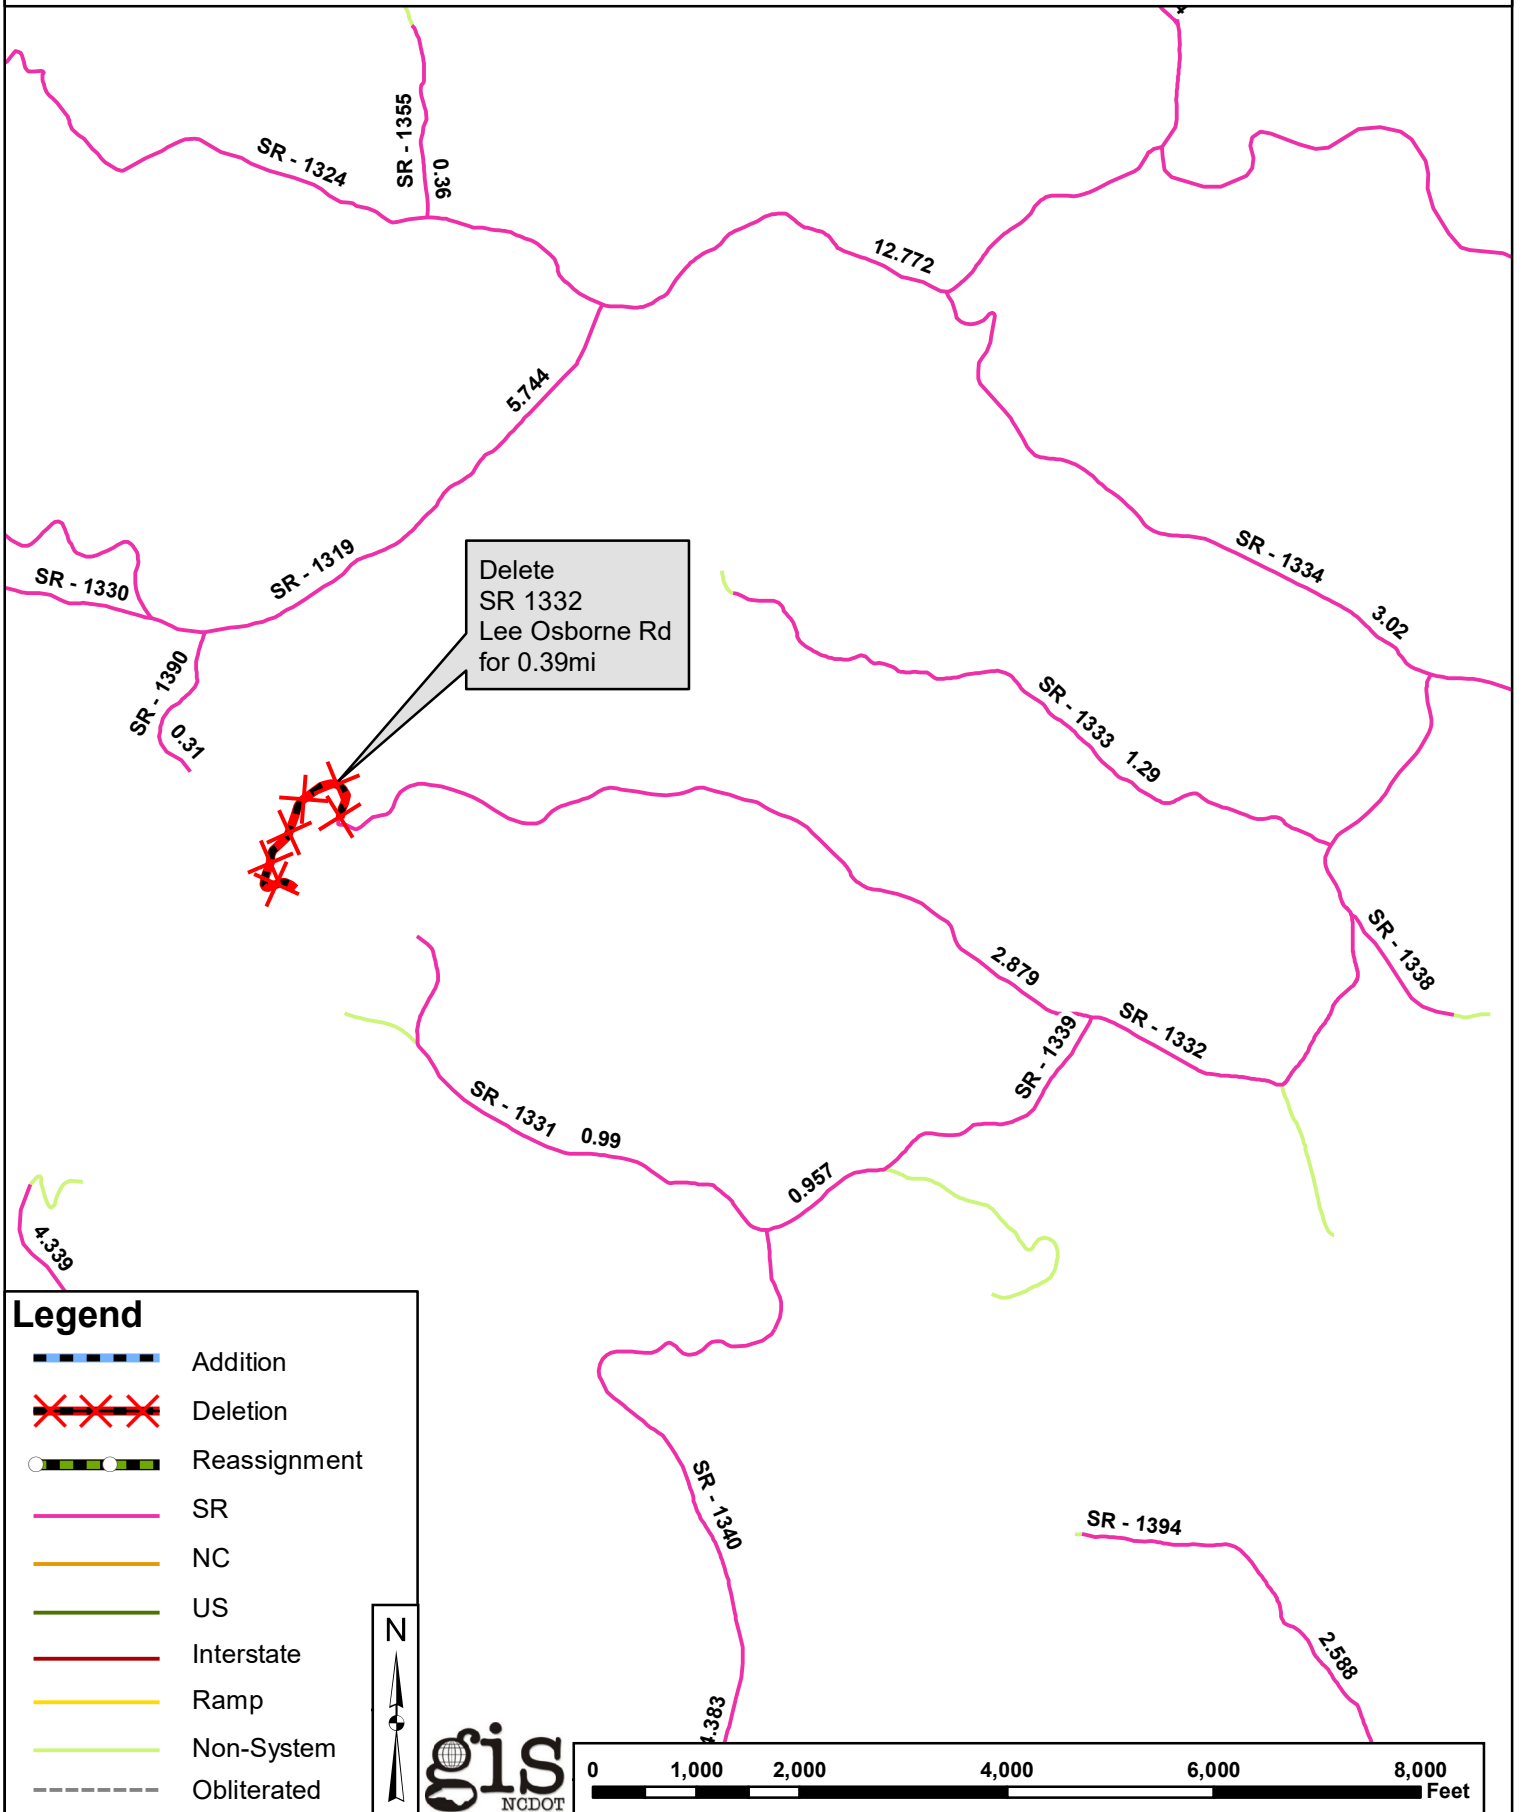 SR - 1355
0.36
SR - 1324
12.772
5.744
SR - 1319
SR - 1330
SR - 1390
0.31
Delete
SR 1332
Lee Osborne Rd
for 0.39mi
SR - 1334
3.02
SR - 1333
1.29
SR - 1338
2.879
SR - 1332
SR - 1339
SR - 1331
0.99
0.957
4.339
SR - 1340
SR - 1394
2.588
Legend
Addition
Deletion
Reassignment
SR
NC
US
Interstate
Ramp
Non-System
Obliterated
N
gis
NCDOT
0 1,000 2,000 4,000 6,000 8,000
Feet